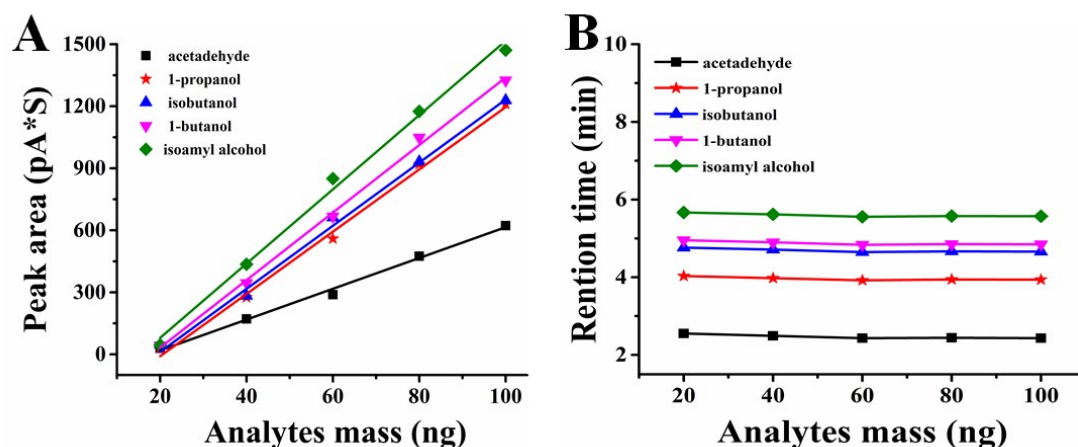 A
Peak area (pA*S)
1500
1200
900
600
300
0
acetadehyde
1-propanol
isobutanol
1-butanol
isoamyl alcohol
20
40
60
80
100
Analytes mass (ng)
B
Rention time (min)
10
8
6
4
2
acetadehyde
1-propanol
isobutanol
1-butanol
isoamyl alcohol
20
40
60
80
100
Analytes mass (ng)